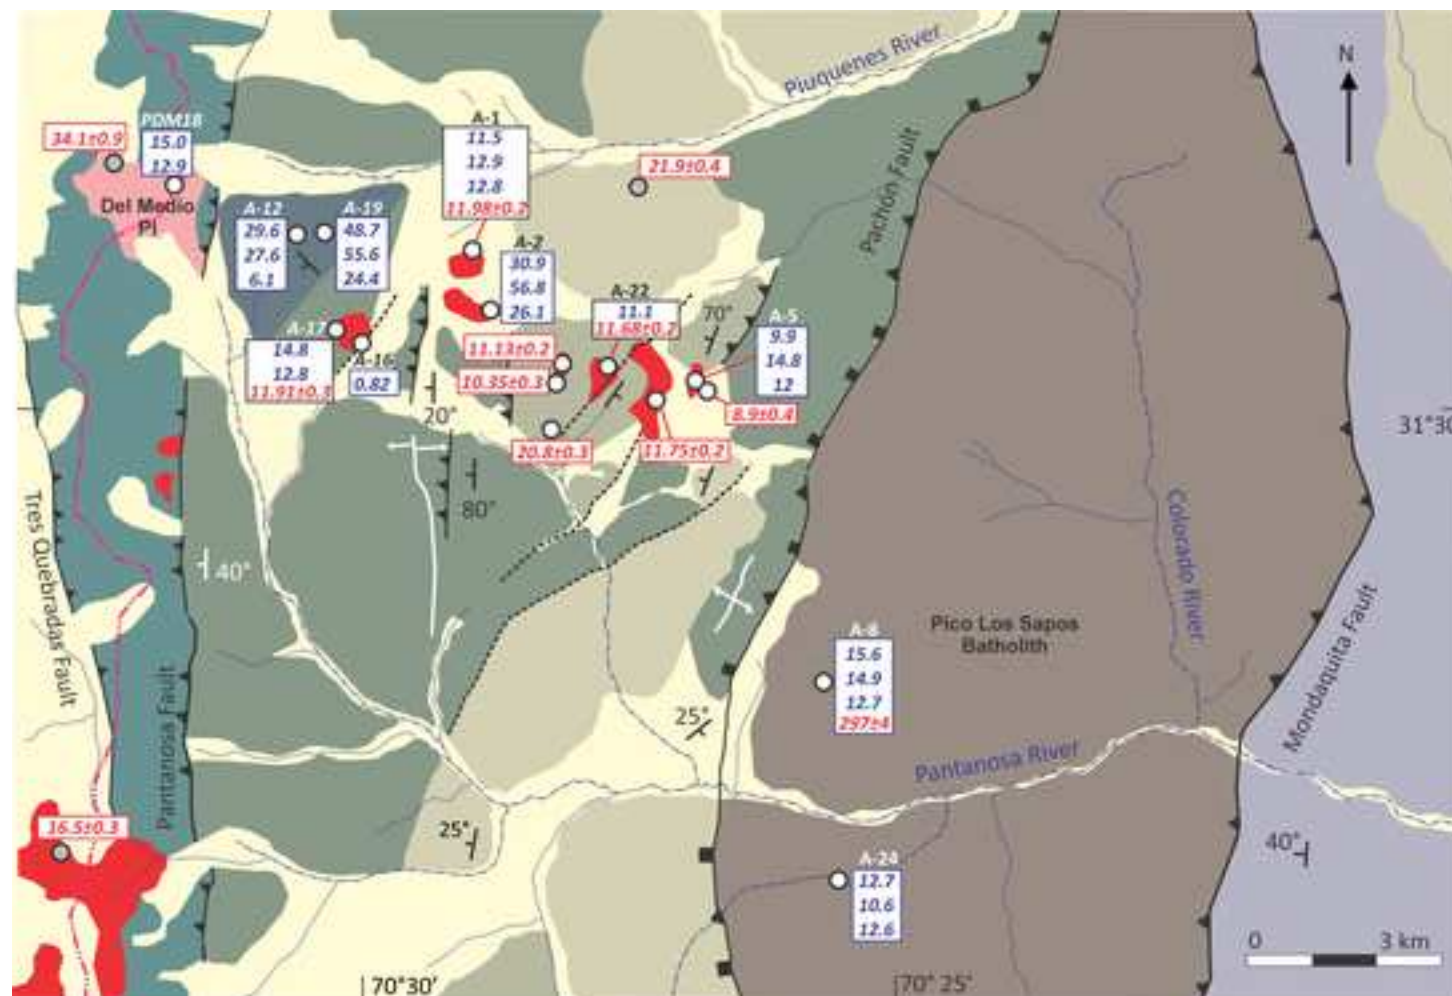 Piuquenes River
N
34.1±0.9
PDM18
15.0
12.9
A-1
11.5
12.9
12.8
11.98±0.2
21.9±0.4
Pachón Fault
Del Medio
Pl
A-12
29.6
27.6
6.1
A-19
48.7
55.6
24.4
A-2
30.9
56.8
26.1
A-22
11.1
11.68±0.2
70°
A-5
9.9
14.8
12
A-17
14.8
12.8
11.91±0.3
A-16
0.82
11.13±0.2
10.35±0.3
8.9±0.4
20°
20.8±0.3
11.75±0.2
31°30
Tres Quebradas Fault
80°
40°
Colorado River
Pico Los Sapos
Batholith
A-8
15.6
14.9
12.7
297±4
Mondaquita Fault
Pantanosa Fault
25°
Pantanosa River
16.5±0.3
25°
40°
A-24
12.7
10.6
12.6
0 3 km
70°30'
70° 25'